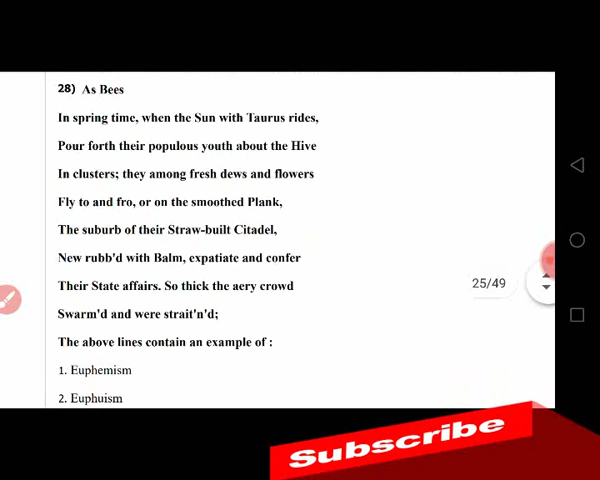 28) As Bees
In spring time, when the Sun with Taurus rides,
Pour forth their populous youth about the Hive
In clusters; they among fresh dews and flowers
Fly to and fro, or on the smoothed Plank,
The suburb of their Straw-built Citadel,
New rubb'd with Balm, expatiate and confer
Their State affairs. So thick the aery crowd
25/49
Swarm'd and were strait'n'd;
The above lines contain an example of :
1. Euphemism
2. Euphuism
Subscribe